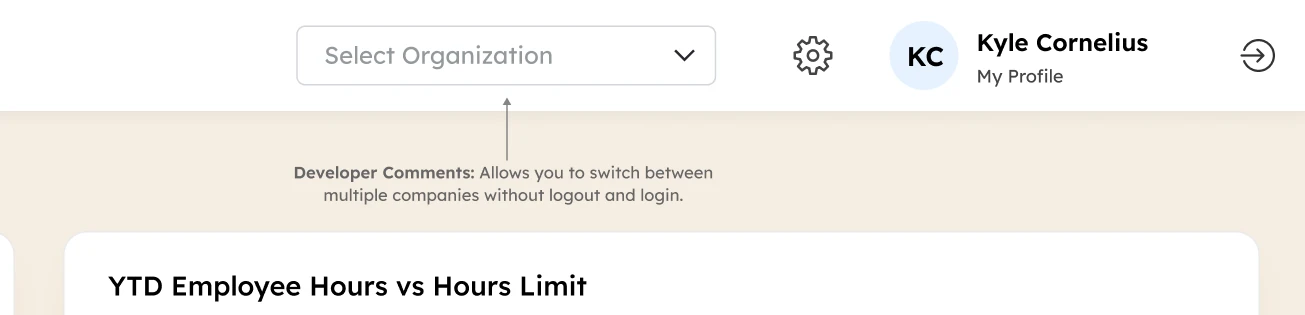 Select Organization
KC
Kyle Cornelius
My Profile
Developer Comments: Allows you to switch between
multiple companies without logout and login.
YTD Employee Hours vs Hours Limit